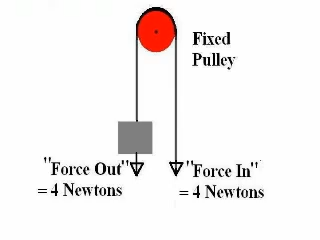 Fixed
Pulley
"Force Out"
= 4 Newtons
"Force In"
= 4 Newtons